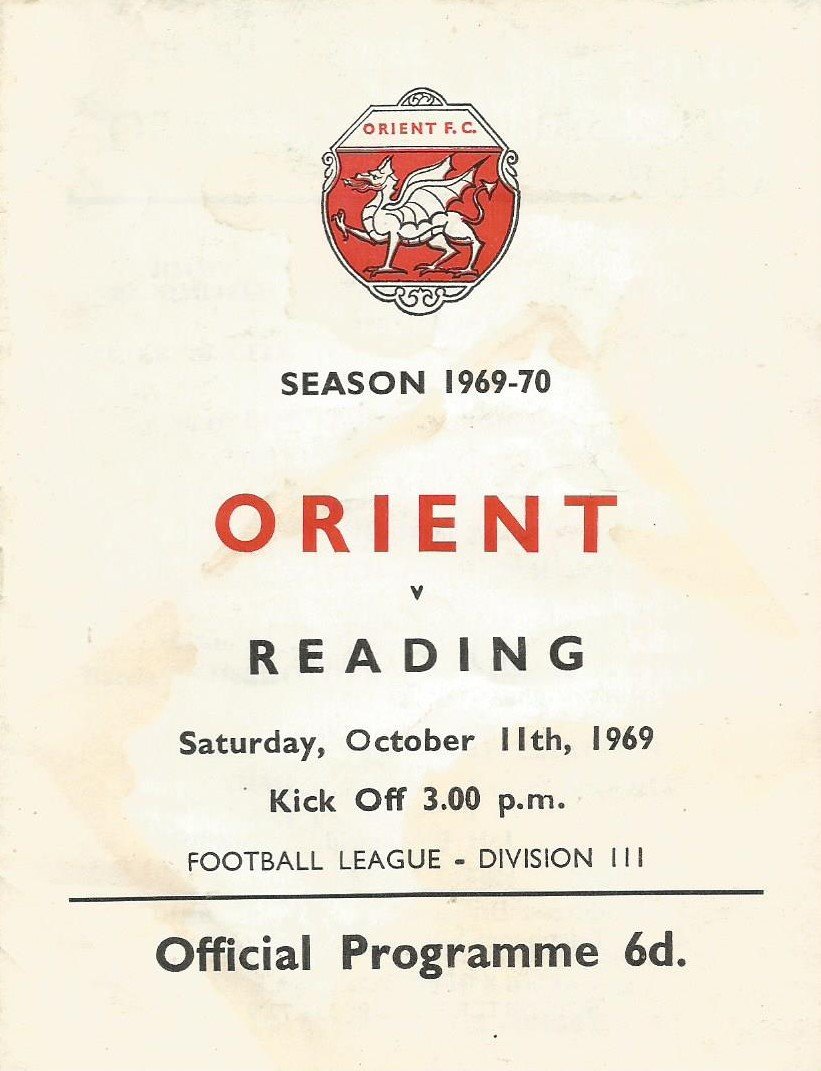 ORIENT F.C.
SEASON 1969-70
ORIENT
v
READING
Saturday, October 11th, 1969
Kick Off 3.00 p.m.
FOOTBALL LEAGUE - DIVISION III
Official Programme 6d.